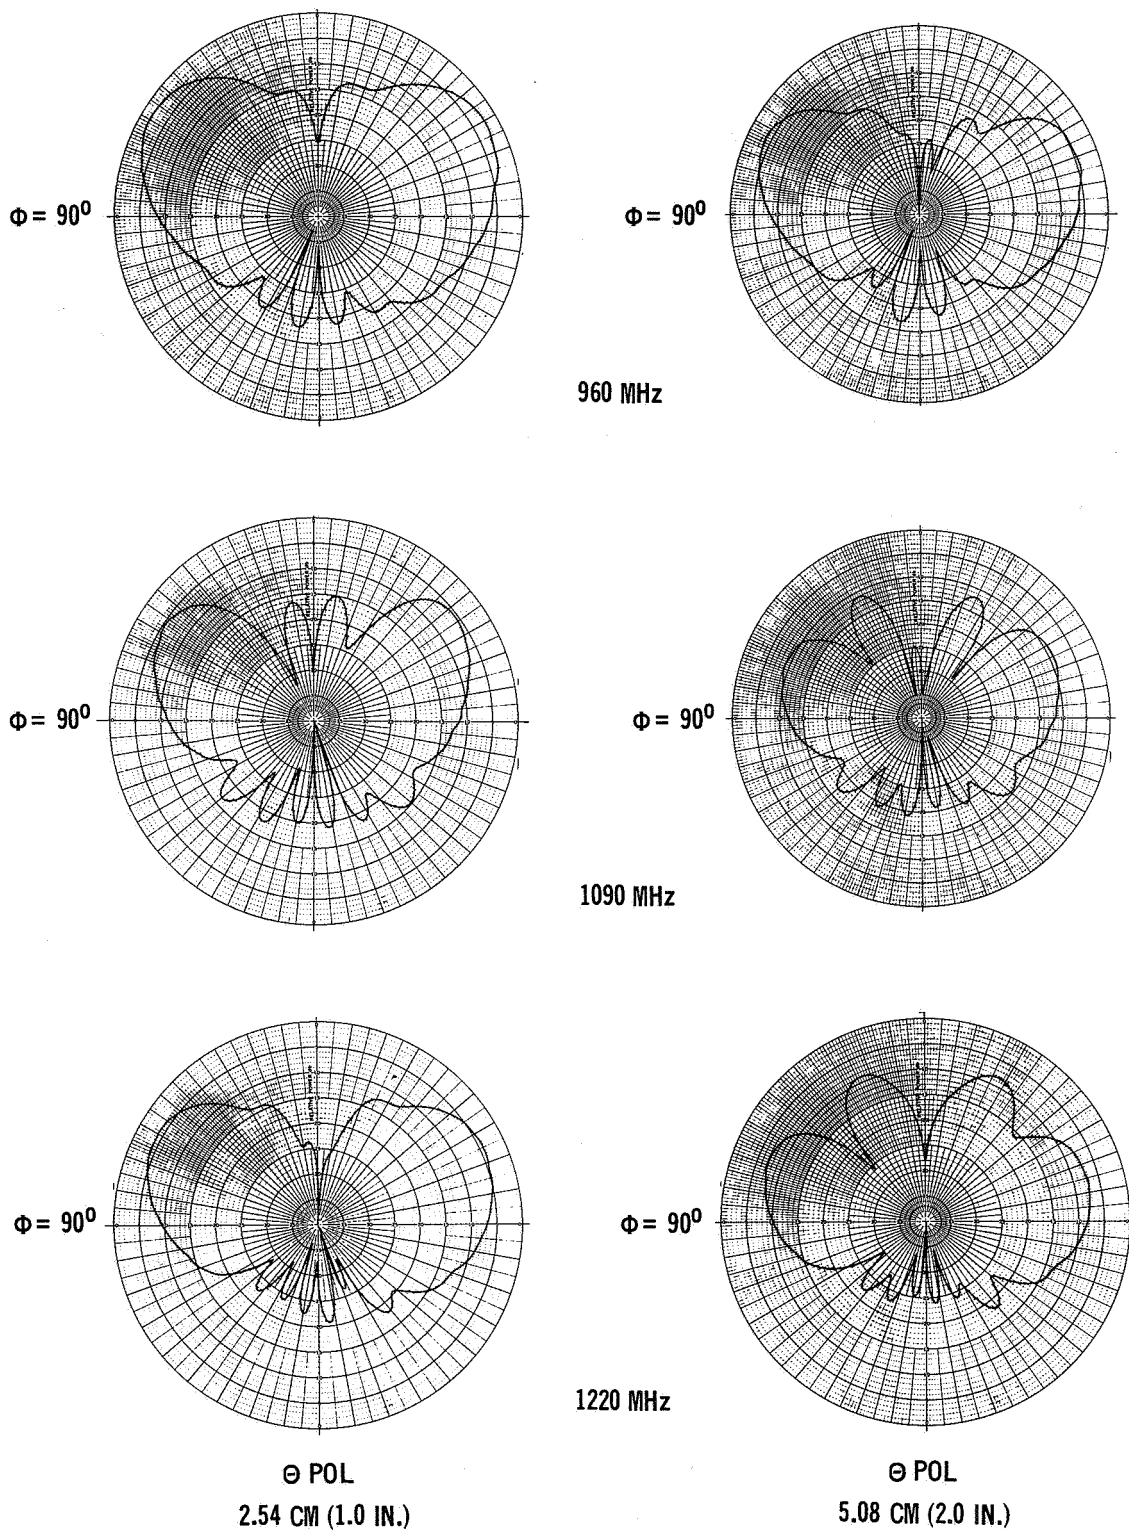 Φ = 90⁰
Φ = 90⁰
960 MHz
Φ = 90⁰
Φ = 90⁰
1090 MHz
Φ = 90⁰
Φ = 90⁰
1220 MHz
Θ POL
2.54 CM (1.0 IN.)
Θ POL
5.08 CM (2.0 IN.)